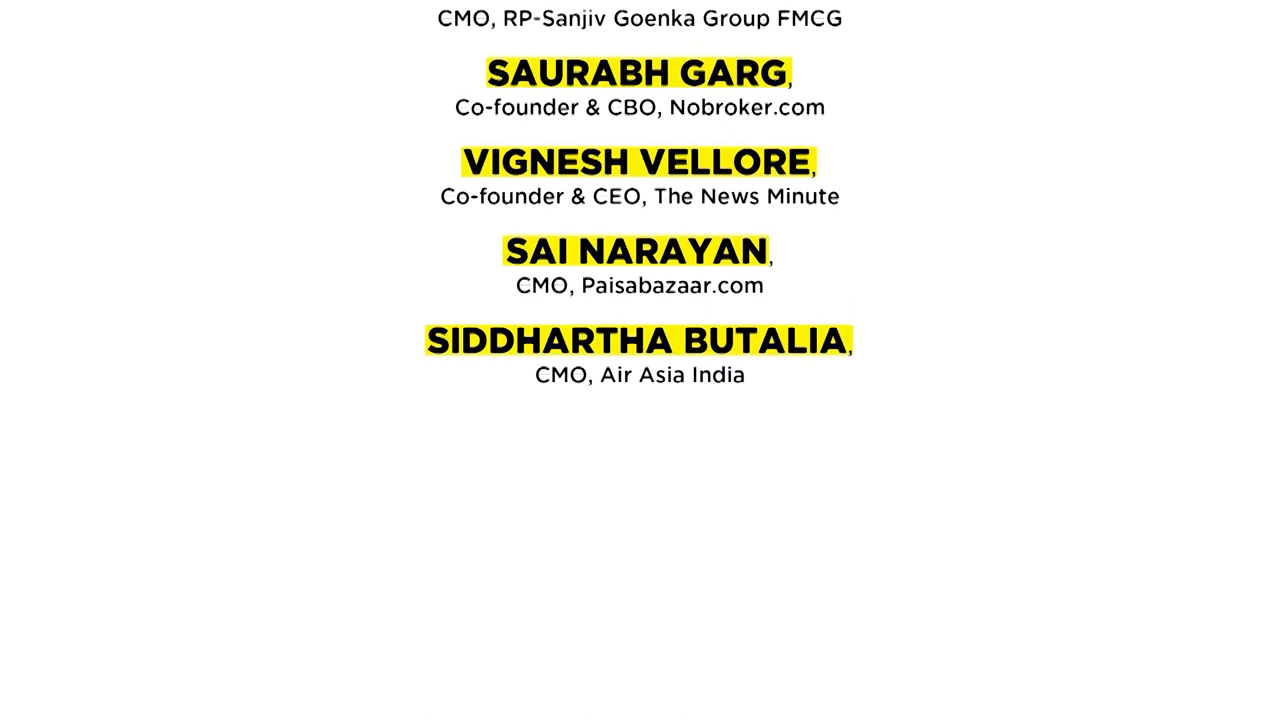 CMO, RP-Sanjiv Goenka Group FMCG
SAURABH GARG,
Co-founder & CBO, Nobroker.com
VIGNESH VELLORE,
Co-founder & CEO, The News Minute
SAI NARAYAN,
CMO, Paisabazaar.com
SIDDHARTHA BUTALIA,
CMO, Air Asia India